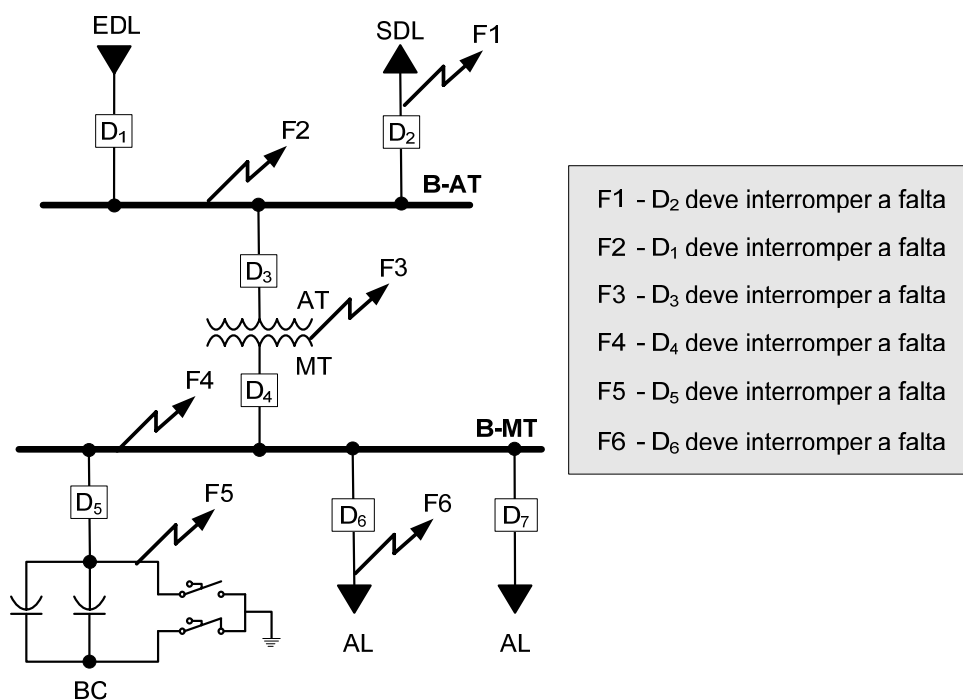 EDL
SDL
F1
D₁
D₂
F2
B-AT
D₃
F3
AT
MT
F4
D₄
B-MT
D₅
F5
D₆
F6
D₇
BC
AL
AL
F1 - D₂ deve interromper a falta
F2 - D₁ deve interromper a falta
F3 - D₃ deve interromper a falta
F4 - D₄ deve interromper a falta
F5 - D₅ deve interromper a falta
F6 - D₆ deve interromper a falta